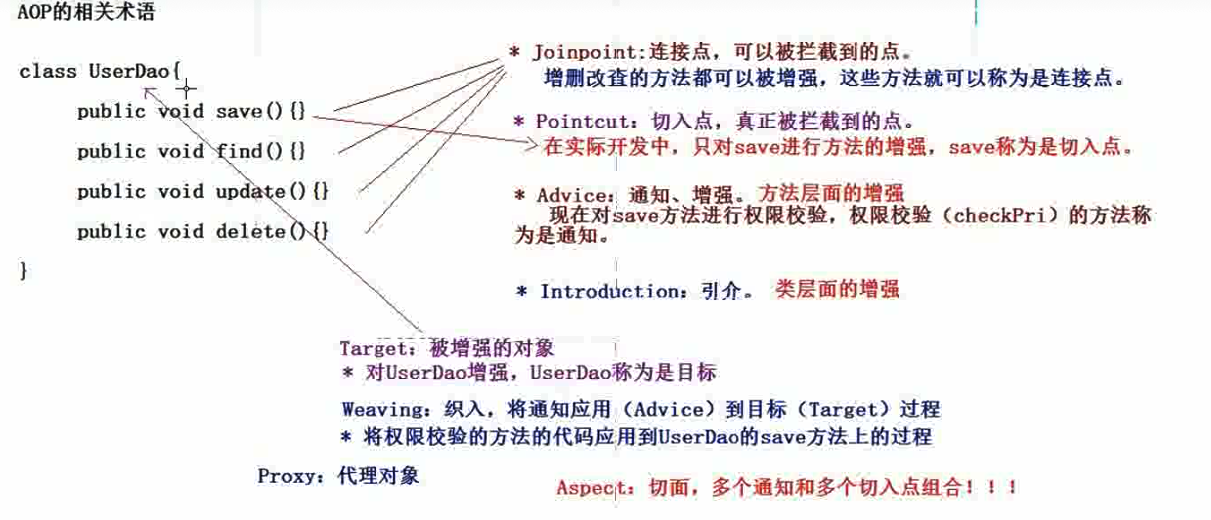 AOP的相关术语
class UserDao{
public void save(){}
public void find(){}
public void update(){}
public void delete(){}
}
* Joinpoint:连接点，可以被拦截到的点。
增删改查的方法都可以被增强，这些方法就可以称为是连接点。
* Pointcut：切入点，真正被拦截到的点。
在实际开发中，只对save进行方法的增强，save称为是切入点。
* Advice：通知、增强。方法层面的增强
现在对save方法进行权限校验，权限校验（checkPri）的方法称
为是通知。
* Introduction：引介。 类层面的增强
Target：被增强的对象
* 对UserDao增强，UserDao称为是目标
Weaving：织入，将通知应用（Advice）到目标（Target）过程
* 将权限校验的方法的代码应用到UserDao的save方法上的过程
Proxy：代理对象
Aspect：切面，多个通知和多个切入点组合！！！